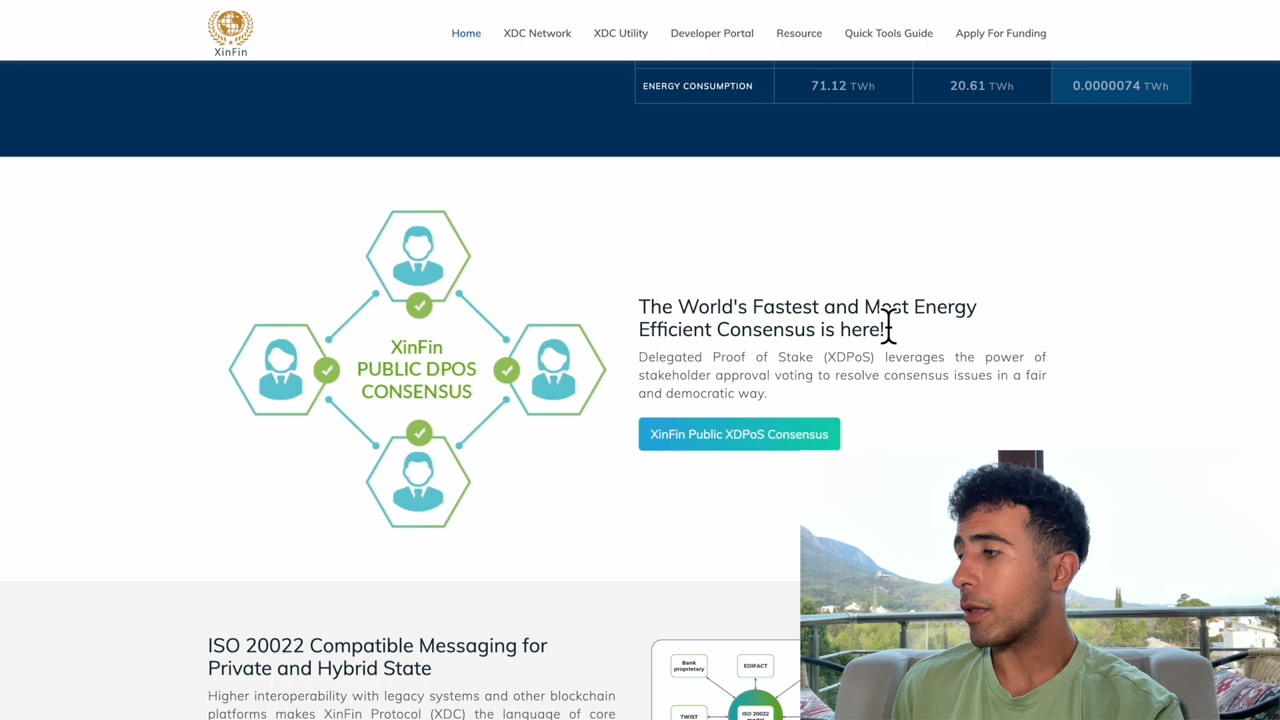 XinFin
Home
XDC Network
XDC Utility
Developer Portal
Resource
Quick Tools Guide
Apply For Funding
ENERGY CONSUMPTION
71.12 TWh
20.61 TWh
0.0000074 TWh
XinFin
PUBLIC DPOS
CONSENSUS
The World's Fastest and Most Energy
Efficient Consensus is here!
Delegated Proof of Stake (XDPoS) leverages the power of
stakeholder approval voting to resolve consensus issues in a fair
and democratic way.
XinFin Public XDPoS Consensus
ISO 20022 Compatible Messaging for
Private and Hybrid State
Higher interoperability with legacy systems and other blockchain
platforms makes XinFin Protocol (XDC) the language of core
Bank
proprietary
EDIFACT
TWIST
ISO 20022
model